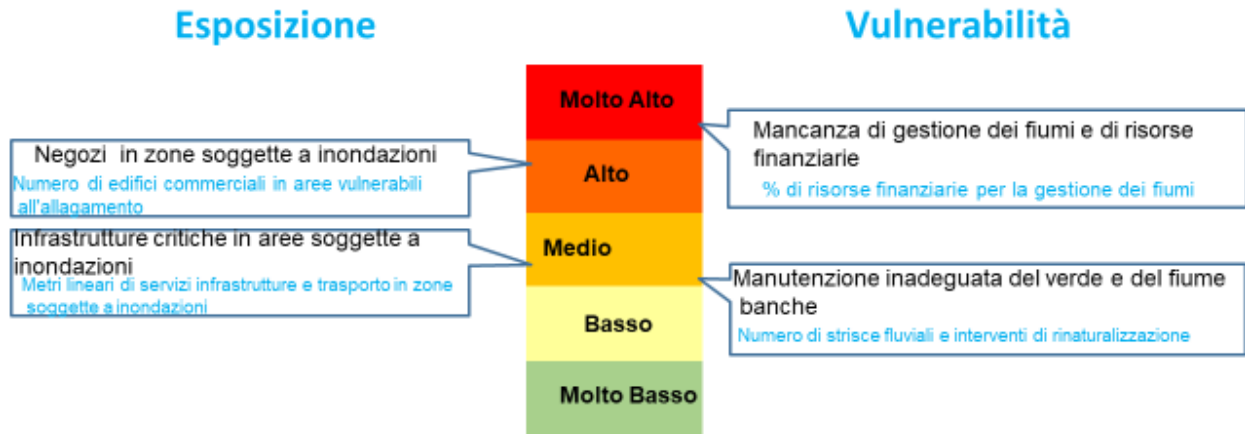 Esposizione
Vulnerabilità
Negozi in zone soggette a inondazioni
Numero di edifici commerciali in aree vulnerabili
all'allagamento
Infrastrutture critiche in aree soggette a
inondazioni
Metri lineari di servizi infrastrutture e trasporto in zone
soggette a inondazioni
Molto Alto
Alto
Medio
Basso
Molto Basso
Mancanza di gestione dei fiumi e di risorse
finanziarie
% di risorse finanziarie per la gestione dei fiumi
Manutenzione inadeguata del verde e del fiume
banche
Numero di strisce fluviali e interventi di rinaturalizzazione